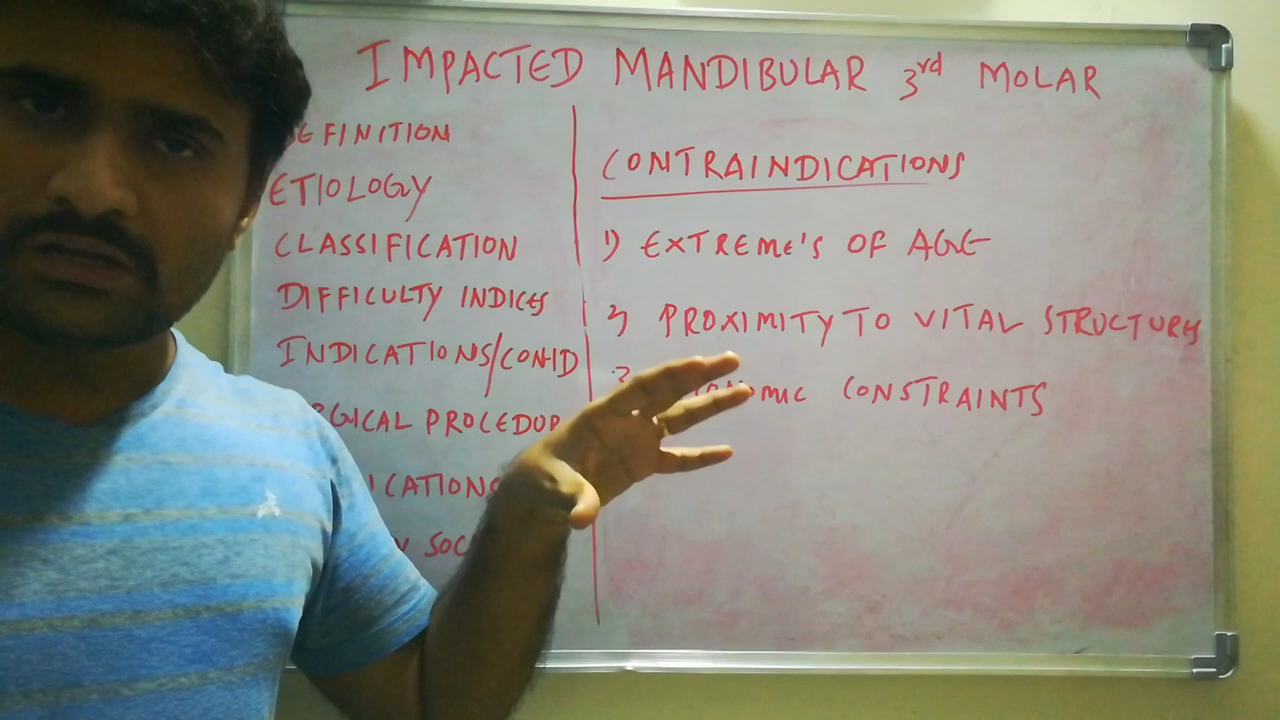 IMPACTED MANDIBULAR 3rd MOLAR
EFINITION
ETIOLOGY
CLASSIFICATION
DIFFICULTY INDICES
INDICATIONS/CONID
GICAL PROCEDUR
ICATIONS
SOC
CONTRAINDICATIONS
1) EXTREME'S OF AGE
2) PROXIMITY TO VITAL STRUCTURES
OMIC CONSTRAINTS